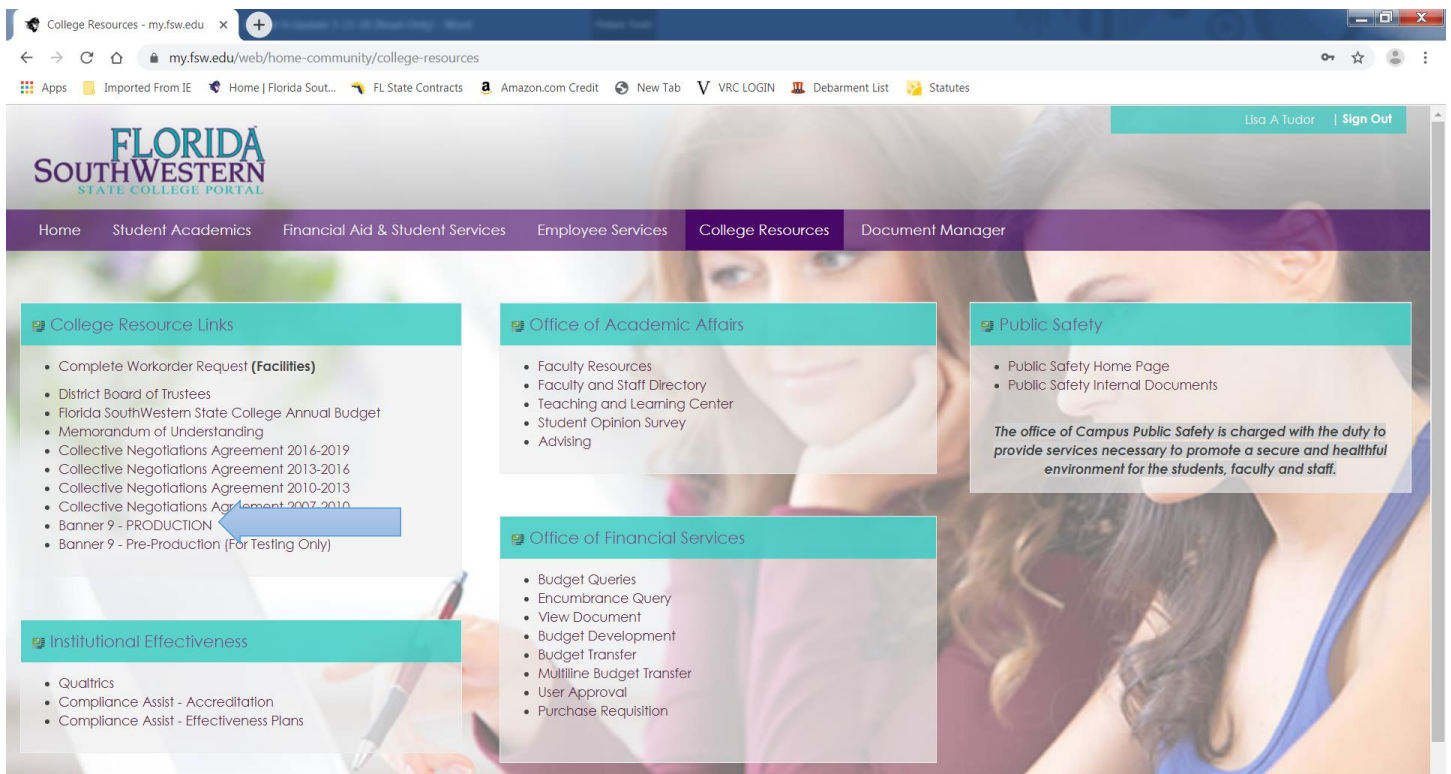 College Resources - my.fsw.edu
my.fsw.edu/web/home-community/college-resources
Apps Imported From IE Home | Florida Sout... FL State Contracts Amazon.com Credit New Tab VRC LOGIN Debarment List Statutes
Lisa A Tudor | Sign Out
FLORIDA
SOUTHWESTERN
STATE COLLEGE PORTAL
Home Student Academics Financial Aid & Student Services Employee Services College Resources Document Manager
College Resource Links
• Complete Workorder Request (Facilities)
• District Board of Trustees
• Florida SouthWestern State College Annual Budget
• Memorandum of Understanding
• Collective Negotiations Agreement 2016-2019
• Collective Negotiations Agreement 2013-2016
• Collective Negotiations Agreement 2010-2013
• Collective Negotiations Agreement 2007-2010
• Banner 9 - PRODUCTION
• Banner 9 - Pre-Production (For Testing Only)
Institutional Effectiveness
• Qualtrics
• Compliance Assist - Accreditation
• Compliance Assist - Effectiveness Plans
Office of Academic Affairs
• Faculty Resources
• Faculty and Staff Directory
• Teaching and Learning Center
• Student Opinion Survey
• Advising
Office of Financial Services
• Budget Queries
• Encumbrance Query
• View Document
• Budget Development
• Budget Transfer
• Multiline Budget Transfer
• User Approval
• Purchase Requisition
Public Safety
• Public Safety Home Page
• Public Safety Internal Documents
The office of Campus Public Safety is charged with the duty to
provide services necessary to promote a secure and healthful
environment for the students, faculty and staff.